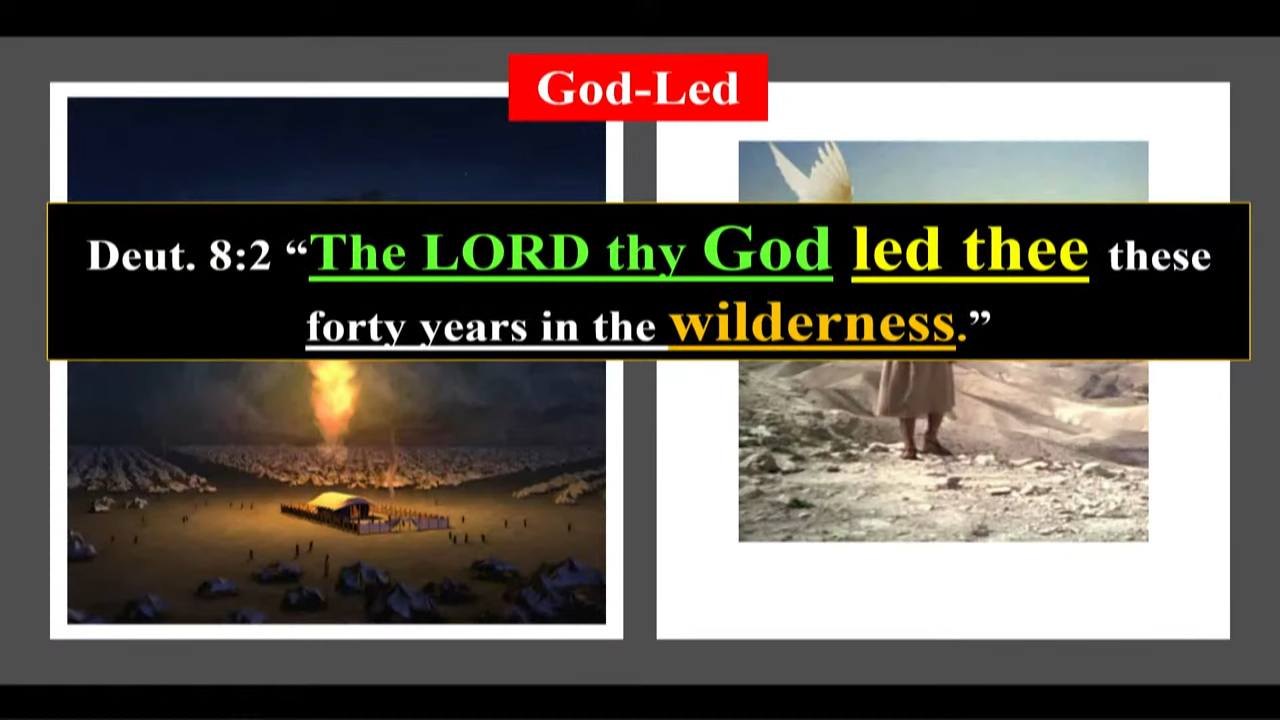 God-Led
Deut. 8:2 “The LORD thy God led thee these
forty years in the wilderness.”